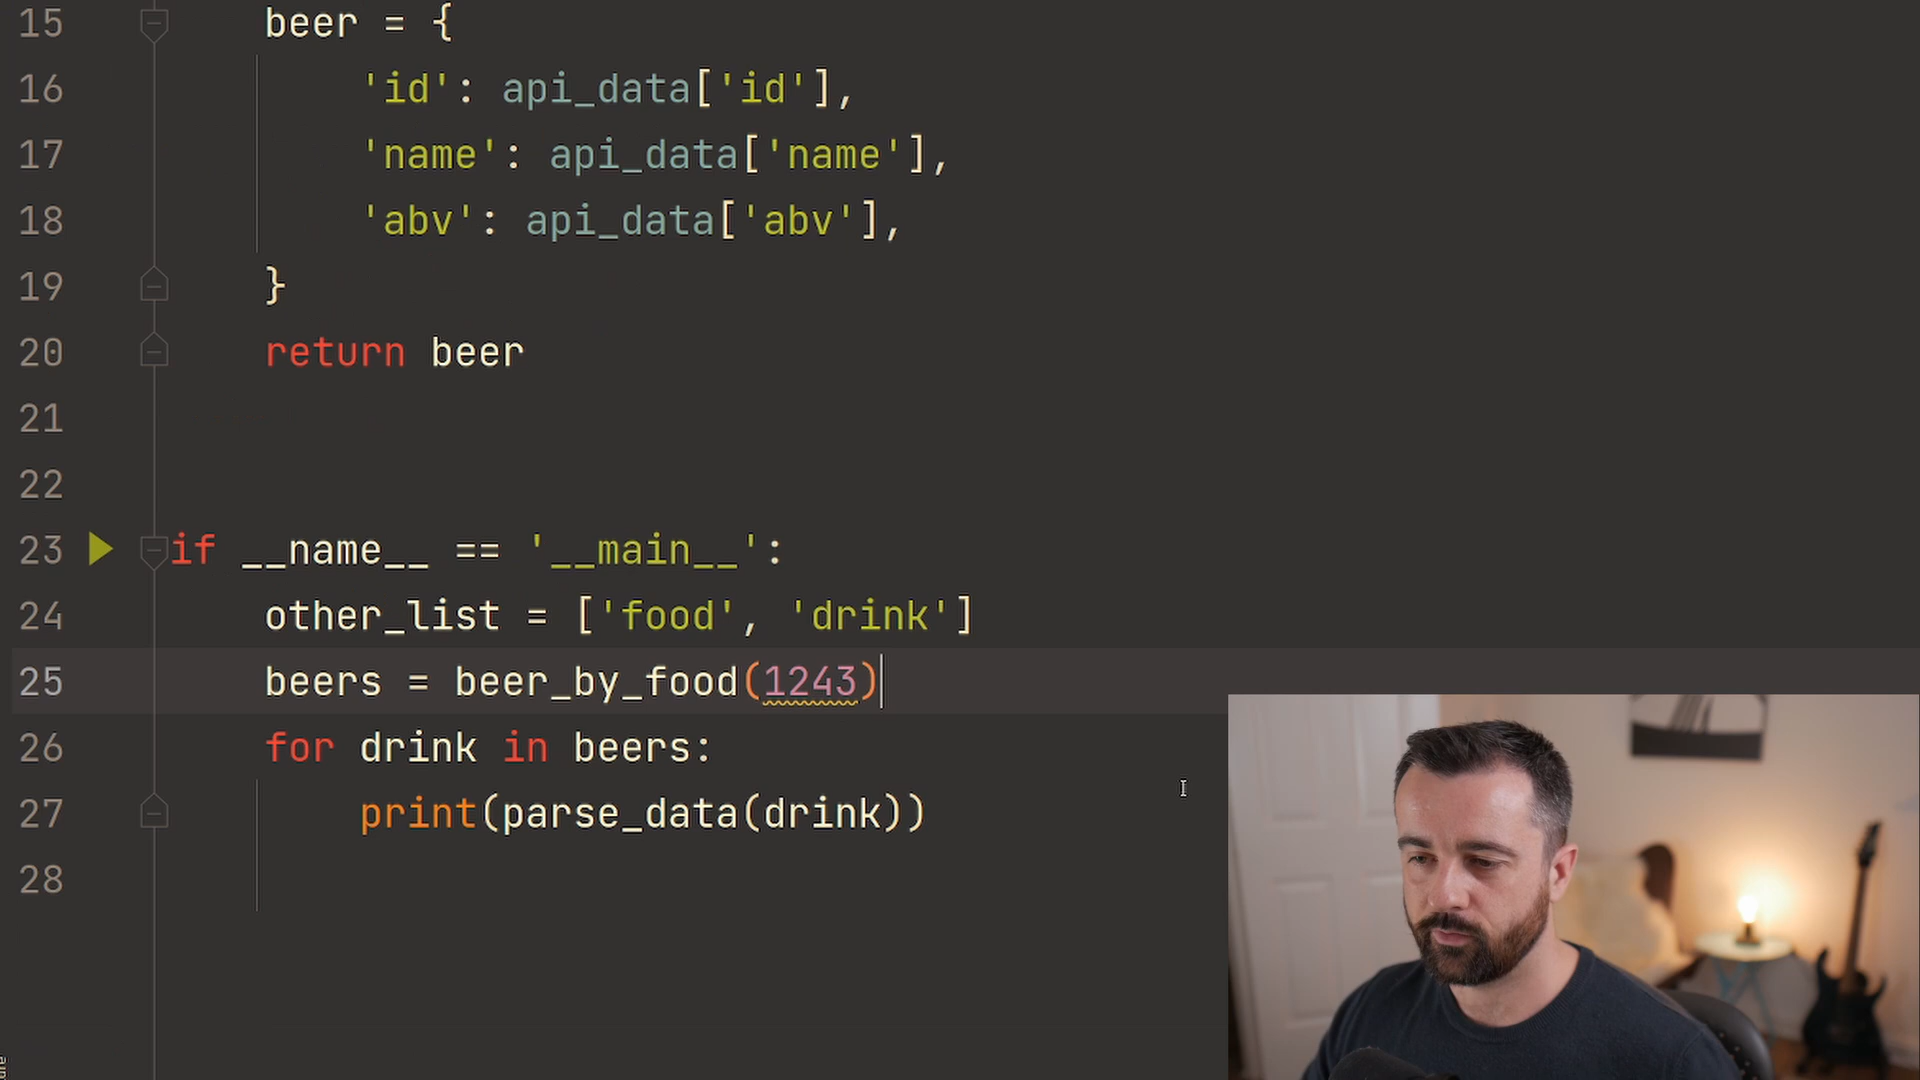 15 beer = {
16 'id': api_data['id'],
17 'name': api_data['name'],
18 'abv': api_data['abv'],
19 }
20 return beer
21
22
23 if __name__ == '__main__':
24 other_list = ['food', 'drink']
25 beers = beer_by_food(1243)
26 for drink in beers:
27 print(parse_data(drink))
28